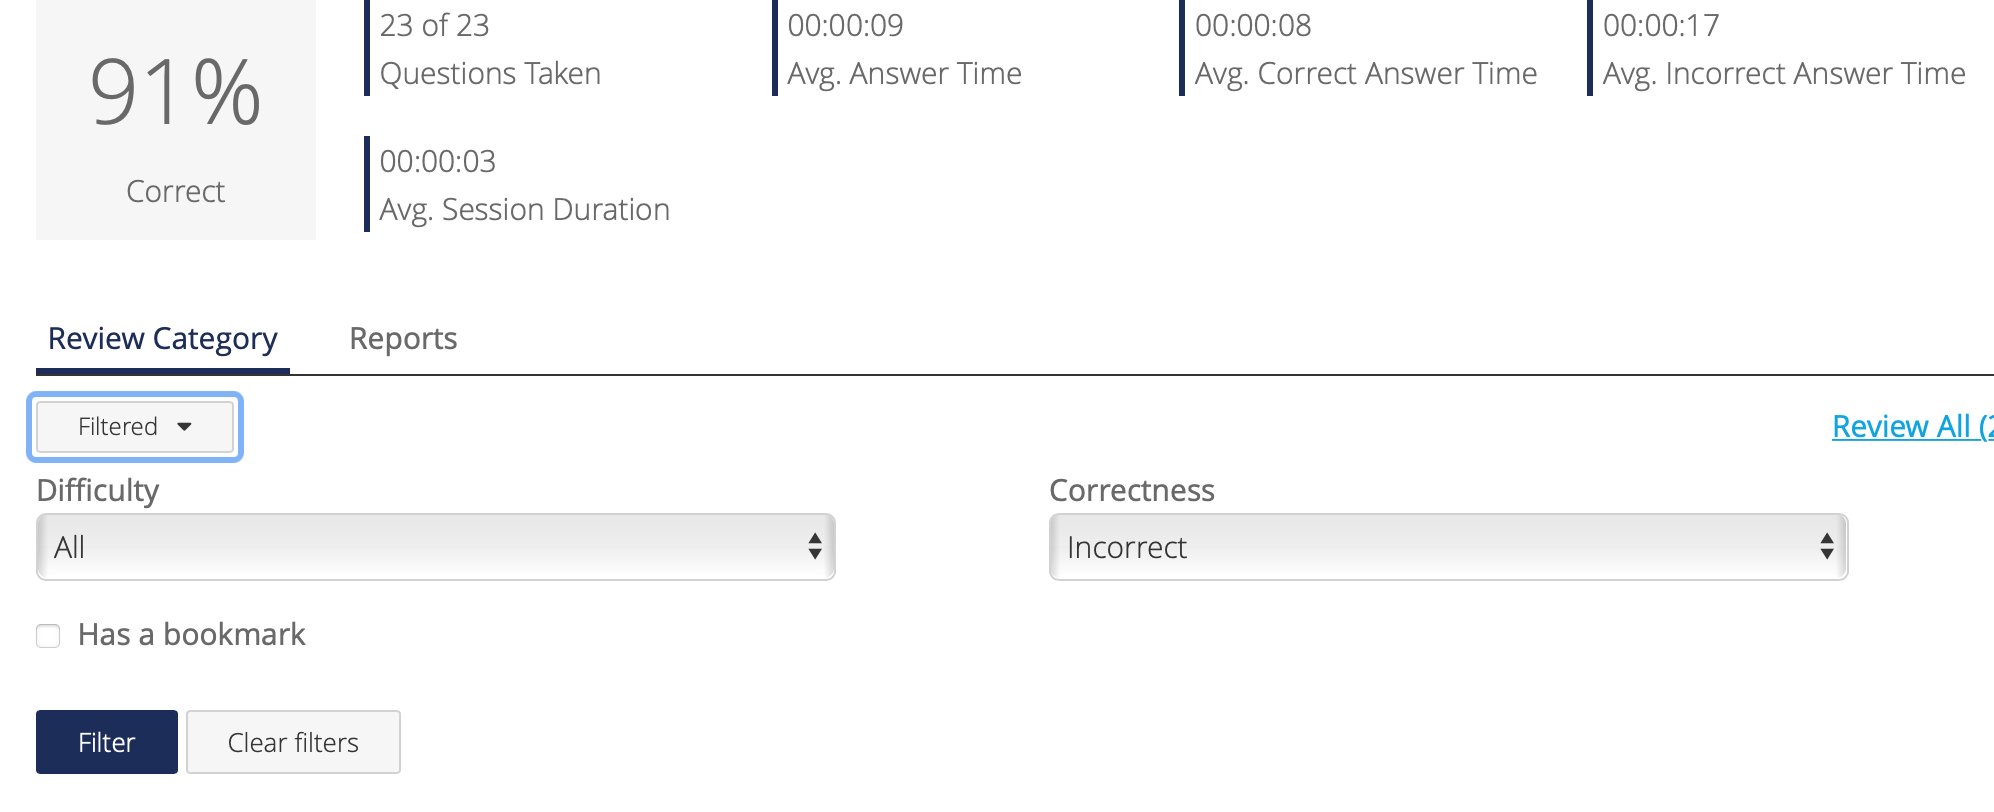 91%
Correct
23 of 23
Questions Taken
00:00:09
Avg. Answer Time
00:00:08
Avg. Correct Answer Time
00:00:17
Avg. Incorrect Answer Time
00:00:03
Avg. Session Duration
Review Category
Reports
Filtered
Review All (2
Difficulty
All
Correctness
Incorrect
Has a bookmark
Filter
Clear filters